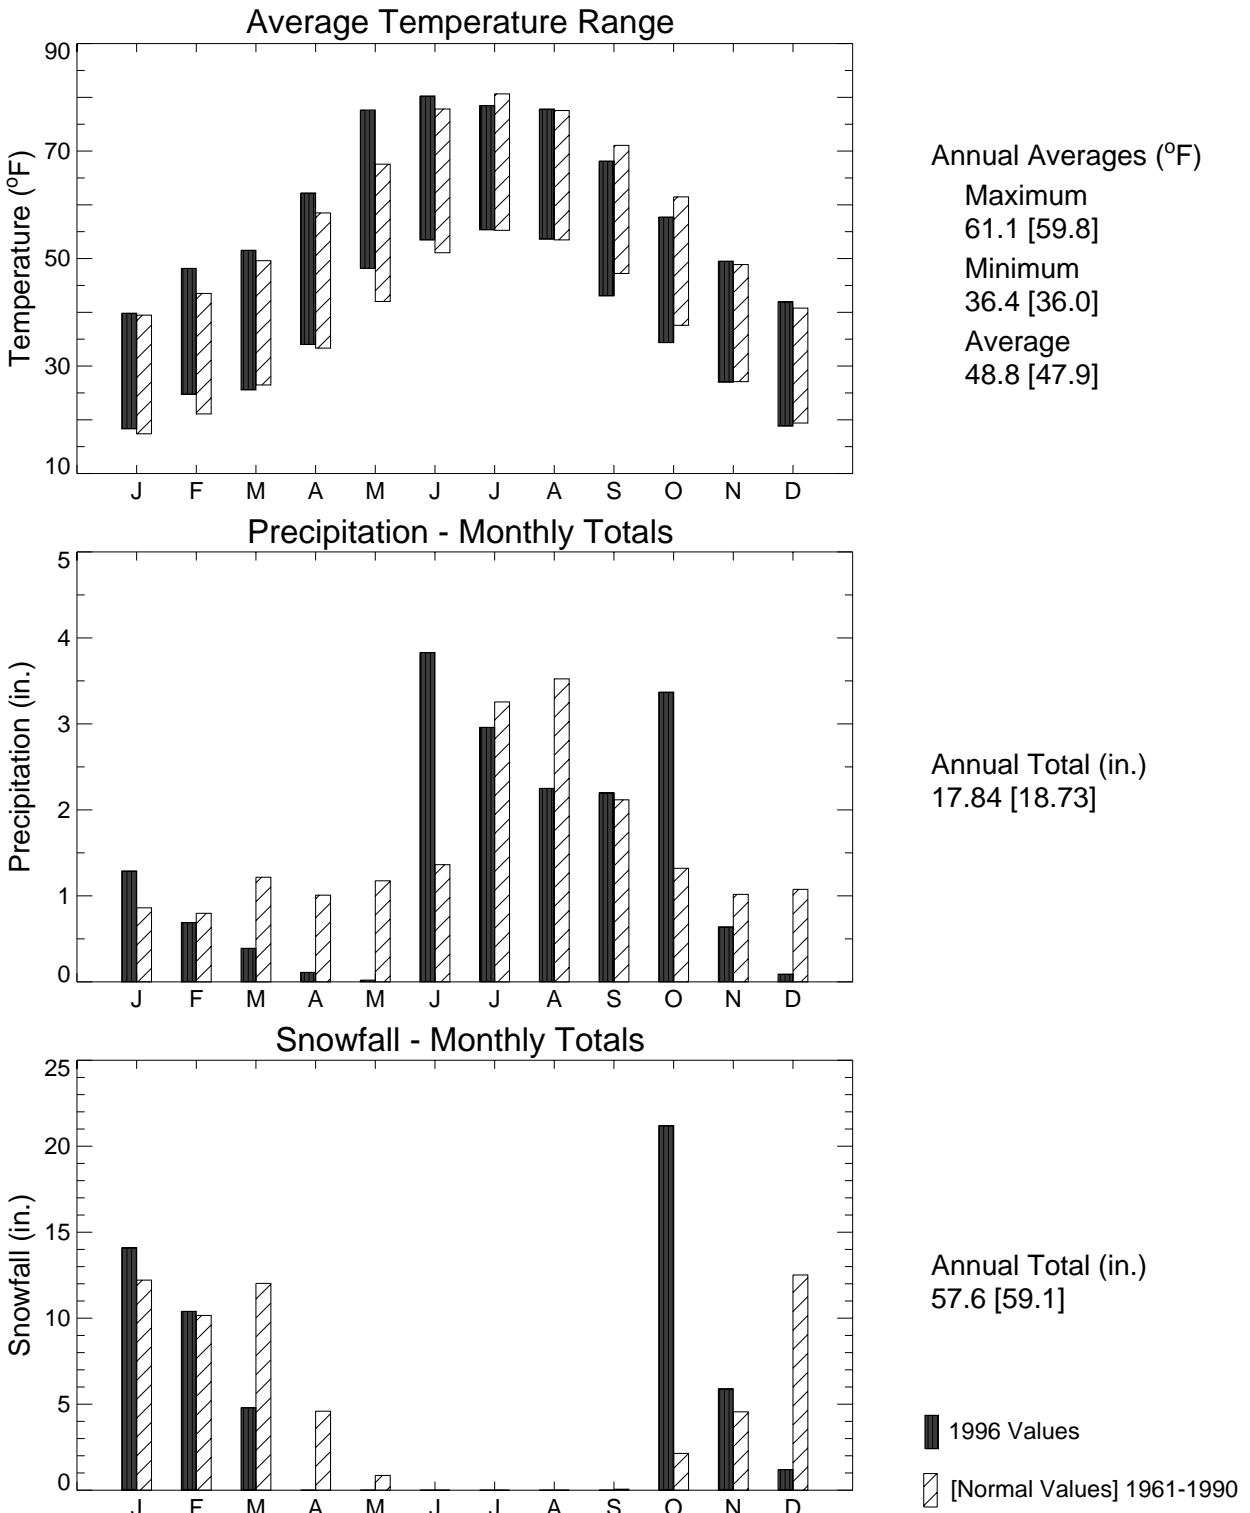 Average Temperature Range
90
70
50
30
10
Temperature (°F)
J F M A M J J A S O N D
Annual Averages (°F)
Maximum
61.1 [59.8]
Minimum
36.4 [36.0]
Average
48.8 [47.9]
Precipitation - Monthly Totals
5
4
3
2
1
0
Precipitation (in.)
J F M A M J J A S O N D
Annual Total (in.)
17.84 [18.73]
Snowfall - Monthly Totals
25
20
15
10
5
0
Snowfall (in.)
J F M A M J J A S O N D
Annual Total (in.)
57.6 [59.1]
1996 Values
[Normal Values] 1961-1990